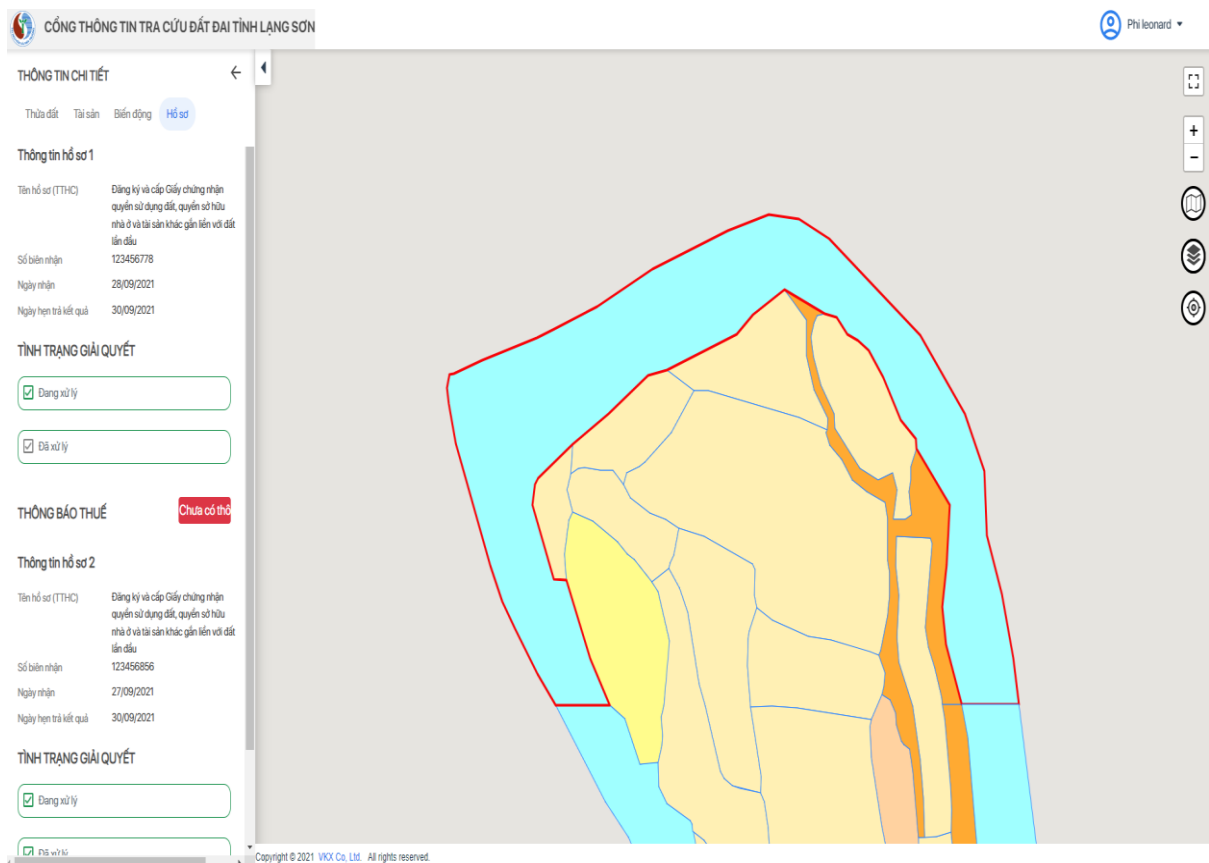 CỔNG THÔNG TIN TRA CỨU ĐẤT ĐAI TỈNH LẠNG SƠN
Phi leonard
THÔNG TIN CHI TIẾT
Thửa đất Tài sản Biến động Hồ sơ
Thông tin hồ sơ 1
Tên hồ sơ (TTHC) Đăng ký và cấp Giấy chứng nhận
quyền sử dụng đất, quyền sở hữu
nhà ở và tài sản khác gắn liền với đất
lần đầu
Số biên nhận 123456778
Ngày nhận 28/09/2021
Ngày hẹn trả kết quả 30/09/2021
TÌNH TRẠNG GIẢI QUYẾT
Đang xử lý
Đã xử lý
THÔNG BÁO THUẾ Chưa có thô
Thông tin hồ sơ 2
Tên hồ sơ (TTHC) Đăng ký và cấp Giấy chứng nhận
quyền sử dụng đất, quyền sở hữu
nhà ở và tài sản khác gắn liền với đất
lần đầu
Số biên nhận 123456856
Ngày nhận 27/09/2021
Ngày hẹn trả kết quả 30/09/2021
TÌNH TRẠNG GIẢI QUYẾT
Đang xử lý
Đã xử lý
Copyright © 2021 VKX Co, Ltd. All rights reserved.